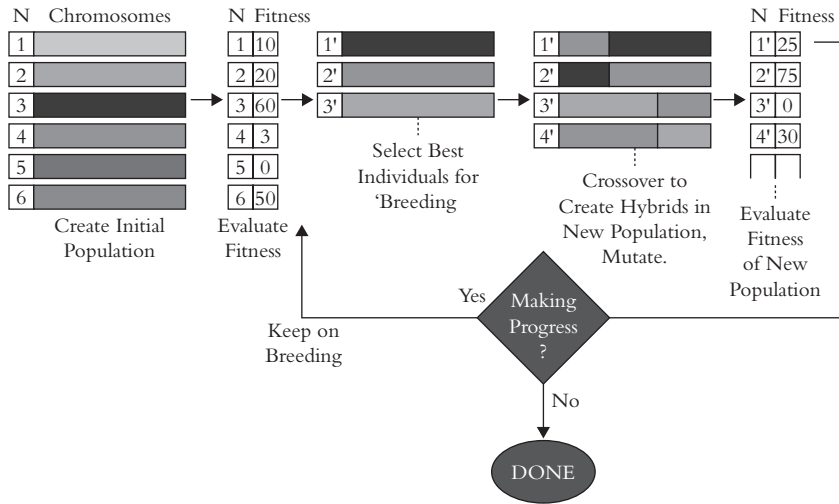 N Chromosomes
1
2
3
4
5
6
Create Initial
Population
N Fitness
1 10
2 20
3 60
4 3
5 0
6 50
Evaluate
Fitness
1'
2'
3'
Select Best
Individuals for
‘Breeding
1'
2'
3'
4'
Crossover to
Create Hybrids in
New Population,
Mutate.
N Fitness
1' 25
2' 75
3' 0
4' 30
Evaluate
Fitness
of New
Population
Making
Progress
?
Yes
Keep on
Breeding
No
DONE